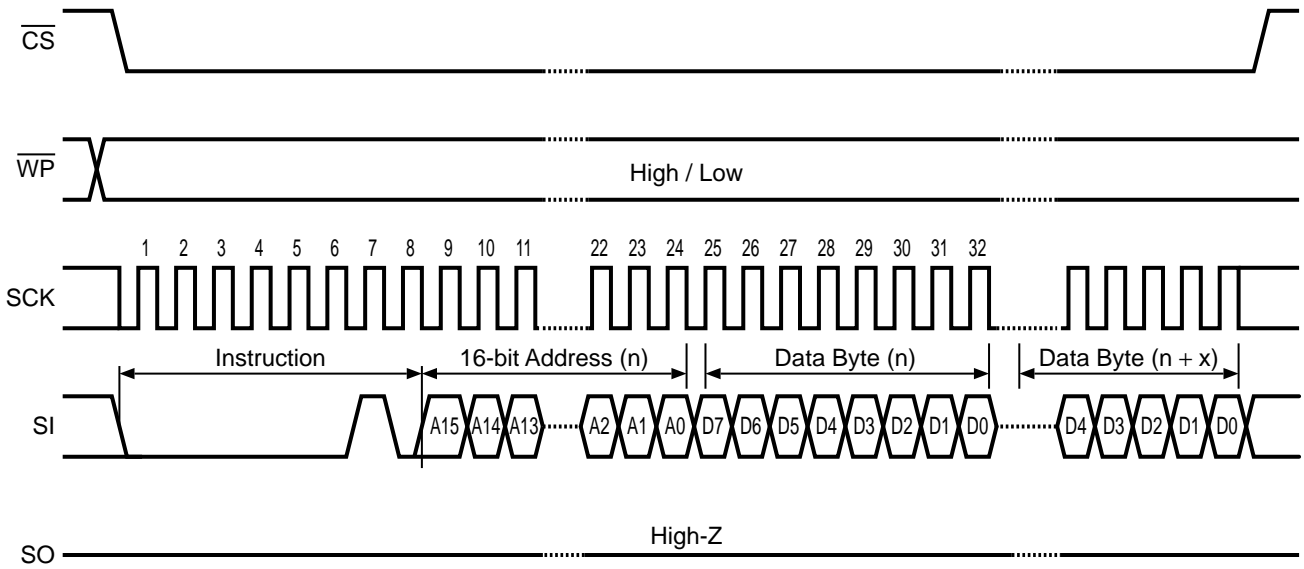 CS
WP
High / Low
1 2 3 4 5 6 7 8 9 10 11 22 23 24 25 26 27 28 29 30 31 32
SCK
Instruction 16-bit Address (n) Data Byte (n) Data Byte (n + x)
SI A15 A14 A13 A2 A1 A0 D7 D6 D5 D4 D3 D2 D1 D0 D4 D3 D2 D1 D0
High-Z
SO